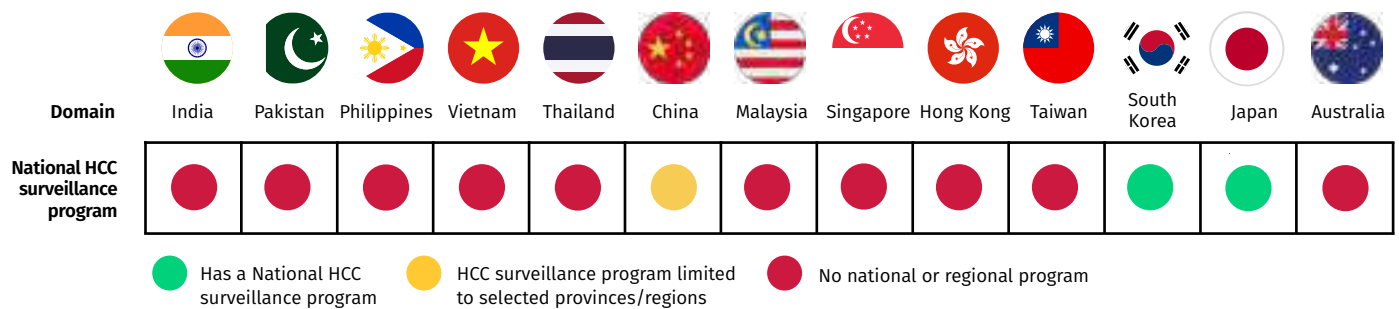 Domain India Pakistan Philippines Vietnam Thailand China Malaysia Singapore Hong Kong Taiwan South Korea Japan Australia
National HCC
surveillance
program
Has a National HCC
surveillance program
HCC surveillance program limited
to selected provinces/regions
No national or regional program